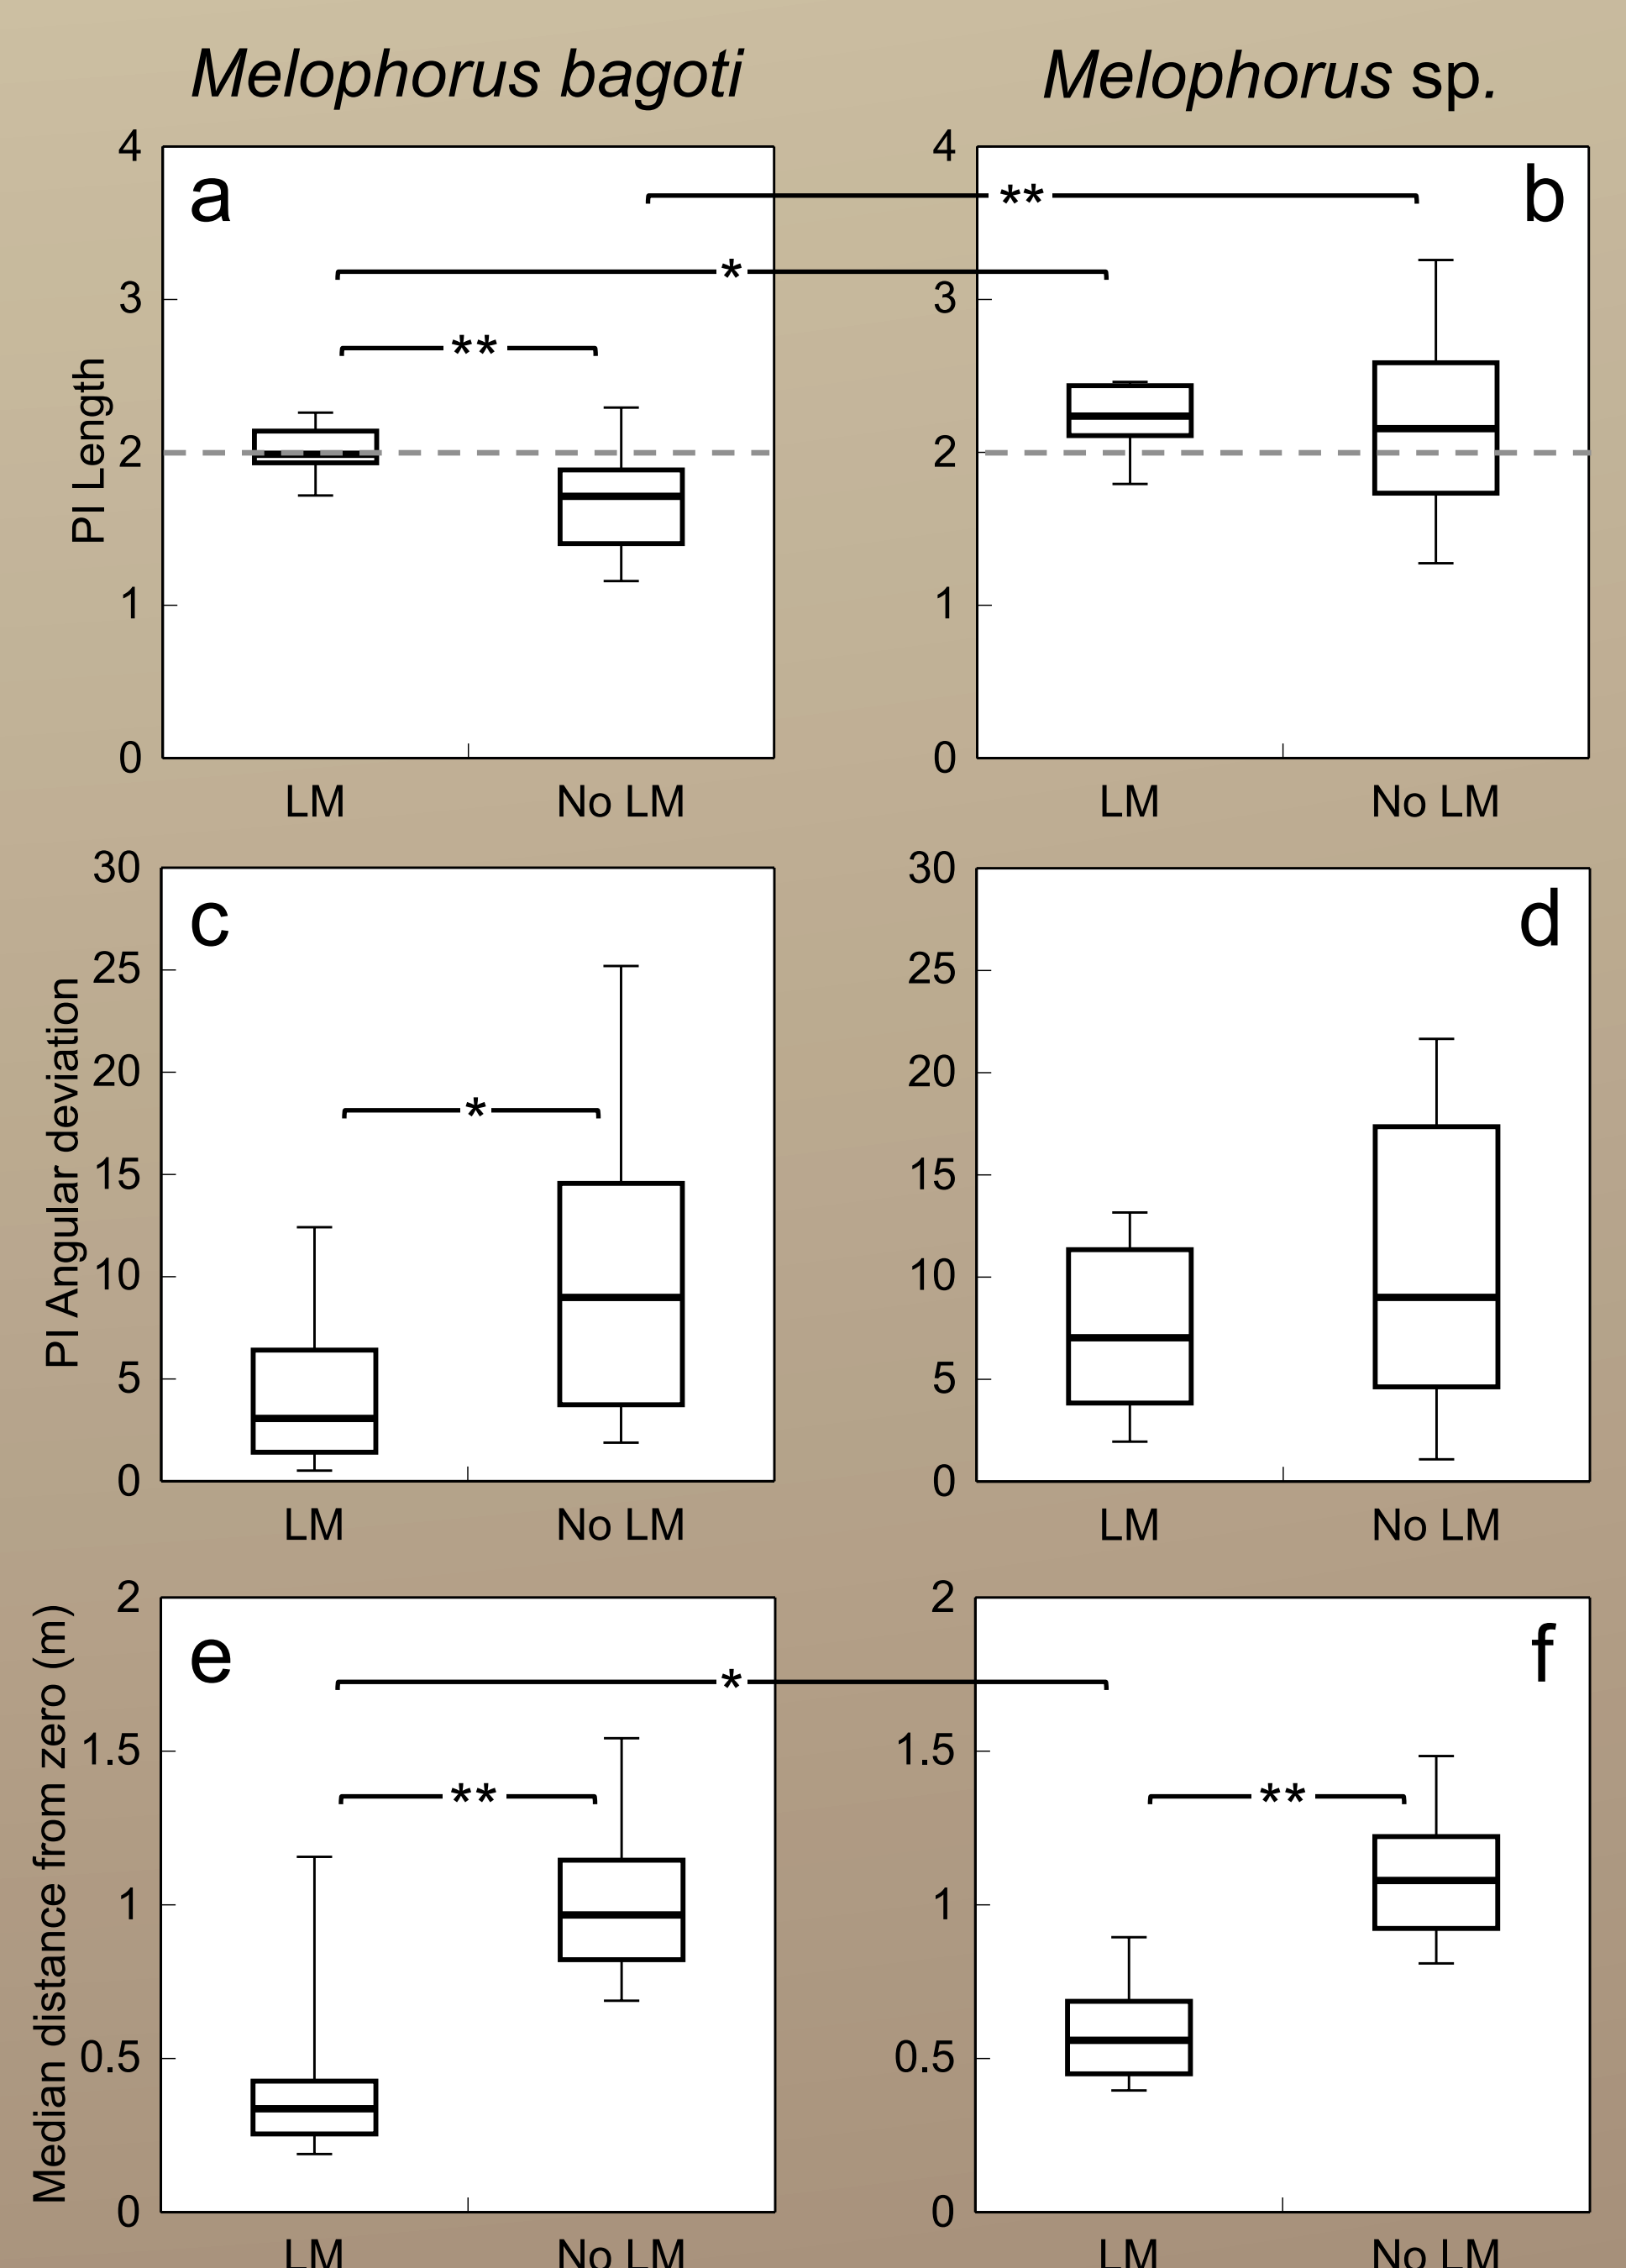 Melophorus bagoti
Melophorus sp.
PI Length
4
3
2
1
0
a
**
*
**
LM
No LM
4
3
2
1
0
b
LM
No LM
PI Angular deviation
30
25
20
15
10
5
0
c
*
LM
No LM
30
25
20
15
10
5
0
d
LM
No LM
Median distance from zero (m)
2
1.5
1
0.5
0
e
*
**
LM
No LM
2
1.5
1
0.5
0
f
**
LM
No LM